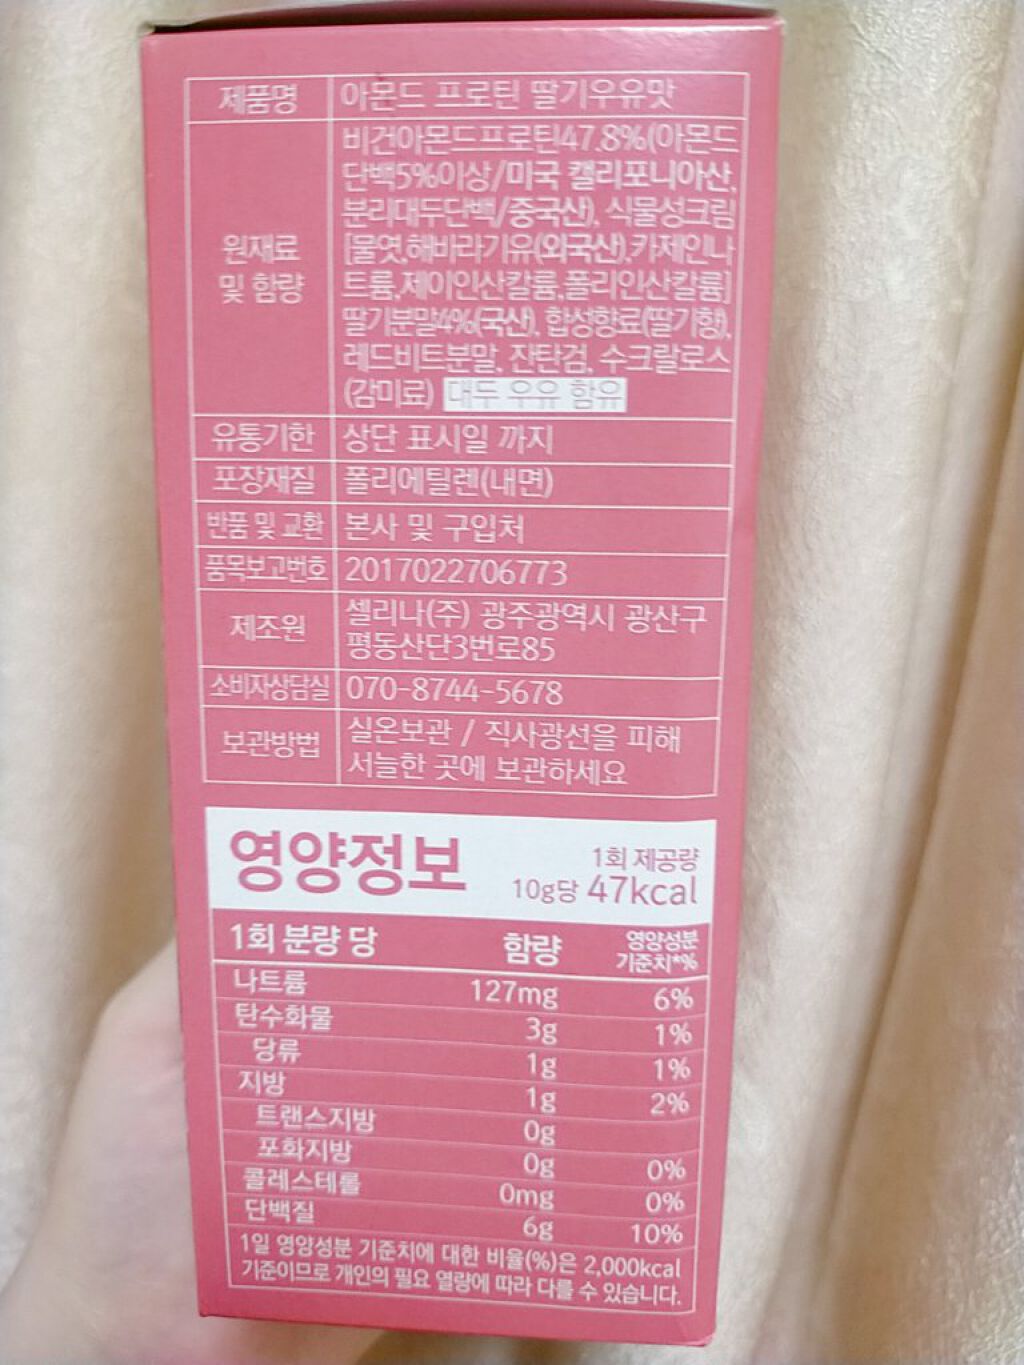 제품명 아몬드 프로틴 딸기우유맛
비건아몬드프로틴47.8%(아몬드
단백5%이상/미국 캘리포니아산,
분리대두단백/중국산), 식물성크림
원재료 및 함량 [물엿,해바라기유(외국산),카제인나
트륨,제이인산칼륨,폴리인산칼륨]
딸기분말4%(국산), 합성향료(딸기향),
레드비트분말, 잔탄검, 수크랄로스
(감미료) 대두 우유 함유
유통기한 상단 표시일 까지
포장재질 폴리에틸렌(내면)
반품 및 교환 본사 및 구입처
품목보고번호 2017022706773
제조원 셀리나(주) 광주광역시 광산구
평동산단3번로85
소비자상담실 070-8744-5678
보관방법 실온보관 / 직사광선을 피해
서늘한 곳에 보관하세요
영양정보 1회 제공량
10g당 47kcal
1회 분량 당 함량 영양성분
기준치*%
나트륨 127mg 6%
탄수화물 3g 1%
당류 1g 1%
지방 1g 2%
트랜스지방 0g
포화지방 0g 0%
콜레스테롤 0mg 0%
단백질 6g 10%
1일 영양성분 기준치에 대한 비율(%)은 2,000kcal
기준이므로 개인의 필요 열량에 따라 다를 수 있습니다.